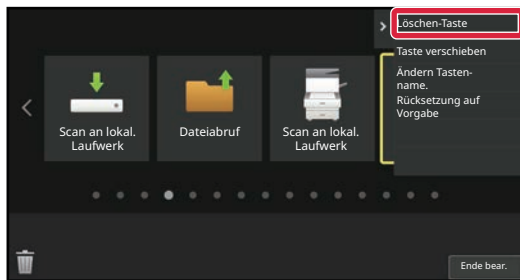 Löschen-Taste
Taste verschieben
Ändern Tasten-
name.
Rücksetzung auf
Vorgabe
Scan an lokal.
Laufwerk
Dateiabruf
Scan an lokal.
Laufwerk
Ende bear.